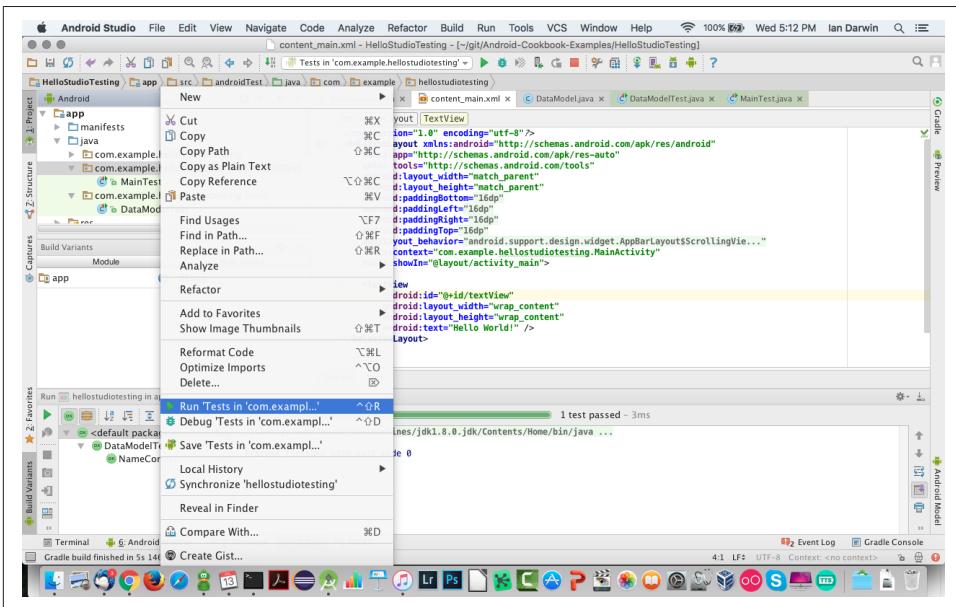 Android Studio File Edit View Navigate Code Analyze Refactor Build Run Tools VCS Window Help 100% Wed 5:12 PM Ian Darwin
content_main.xml - HelloStudioTesting - [~/git/Android-Cookbook-Examples/HelloStudioTesting]
Tests in 'com.example.hellostudiotesting'
HelloStudioTesting app src androidTest java com example hellostudiotesting
Android
content_main.xml DataModel.java DataModelTest.java MainTest.java
1: Project
Z: Structure
Captures
2: Favorites
Build Variants
app
manifests
java
com.example.h
com.example.h
MainTest
com.example.h
DataMod
res
Build Variants
Module
app
New
Cut ⌘X
Copy ⌘C
Copy Path ⇧⌘C
Copy as Plain Text
Copy Reference ⌥⇧⌘C
Paste ⌘V
Find Usages ⌥F7
Find in Path... ⇧⌘F
Replace in Path... ⇧⌘R
Analyze
Refactor
Add to Favorites
Show Image Thumbnails ⇧⌘T
Reformat Code ⌥⌘L
Optimize Imports ^⌥O
Delete... ⌦
Run 'Tests in 'com.exampl...' ^⇧R
Debug 'Tests in 'com.exampl...' ^⇧D
Save 'Tests in 'com.exampl...'
Local History
Synchronize 'hellostudiotesting'
Reveal in Finder
Compare With... ⌘D
Create Gist...
yout TextView
ion="1.0" encoding="utf-8"?>
ayout xmlns:android="http://schemas.android.com/apk/res/android"
app="http://schemas.android.com/apk/res-auto"
tools="http://schemas.android.com/tools"
d:layout_width="match_parent"
d:layout_height="match_parent"
d:paddingBottom="16dp"
d:paddingLeft="16dp"
d:paddingRight="16dp"
d:paddingTop="16dp"
yout_behavior="android.support.design.widget.AppBarLayout$ScrollingVie..."
context="com.example.hellostudiotesting.MainActivity"
showIn="@layout/activity_main">
iew
droid:id="@+id/textView"
droid:layout_width="wrap_content"
droid:layout_height="wrap_content"
droid:text="Hello World!" />
Layout>
Gradle
Preview
Android Model
Run hellostudiotesting in a
1 test passed - 3ms
<default packag
DataModelTe
NameCor
ines/jdk1.8.0.jdk/Contents/Home/bin/java ...
de 0
Terminal 6: Android 2 Event Log Gradle Console
Gradle build finished in 5s 14 4:1 LF÷ UTF-8 Context: <no context>
13
Lr
Ps